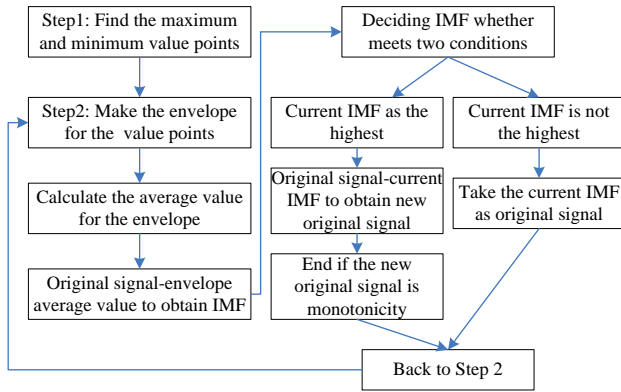 Step1: Find the maximum
and minimum value points
Step2: Make the envelope
for the value points
Calculate the average value
for the envelope
Original signal-envelope
average value to obtain IMF
Deciding IMF whether
meets two conditions
Current IMF as the
highest
Original signal-current
IMF to obtain new
original signal
End if the new
original signal is
monotonicity
Current IMF is not
the highest
Take the current IMF
as original signal
Back to Step 2